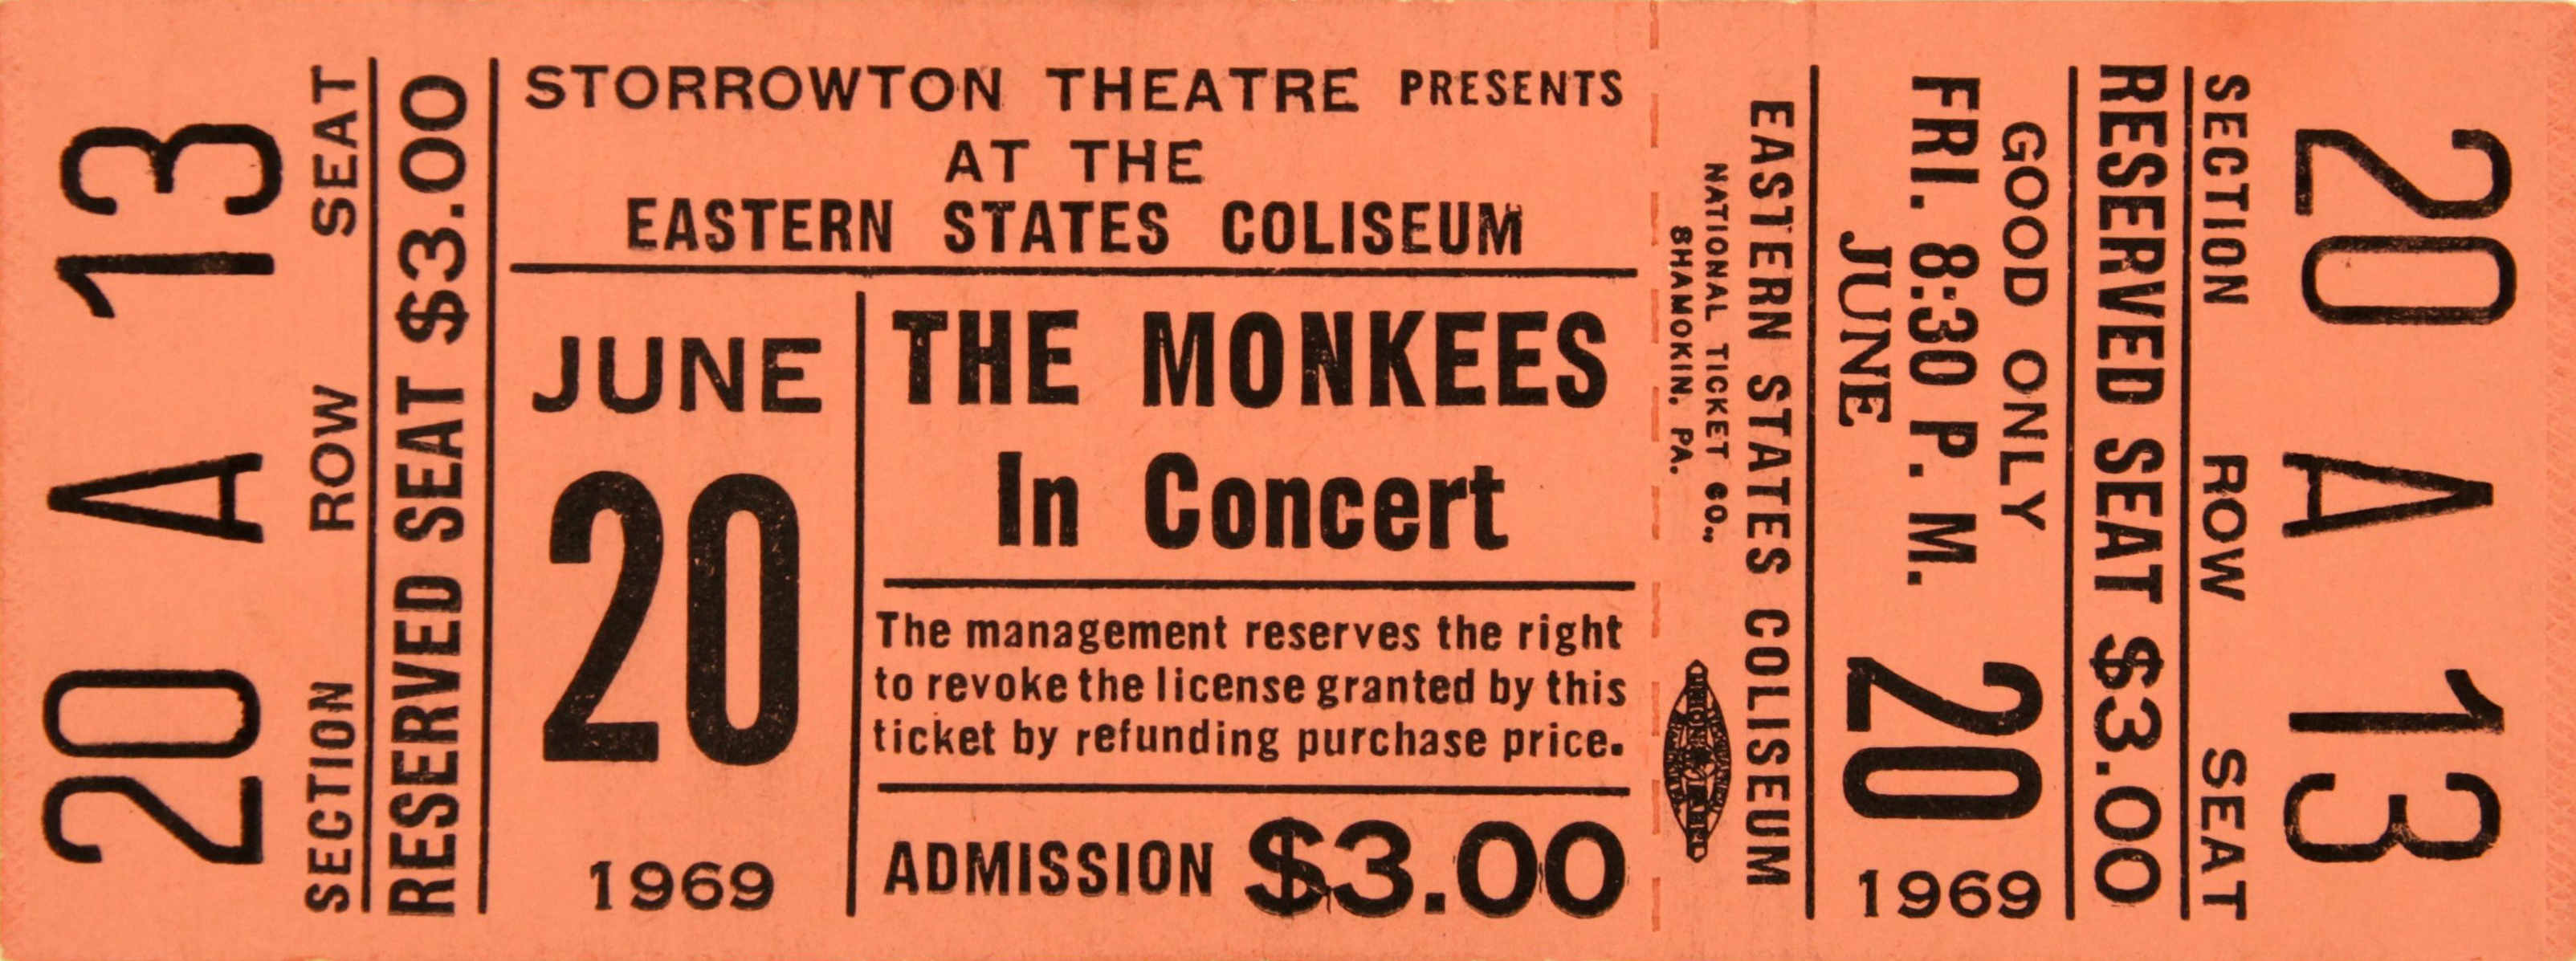 SECTION ROW SEAT
20 A 13
RESERVED SEAT $3.00
STORROWTON THEATRE PRESENTS
AT THE
EASTERN STATES COLISEUM
JUNE
20
1969
THE MONKEES
In Concert
The management reserves the right
to revoke the license granted by this
ticket by refunding purchase price.
ADMISSION $3.00
NATIONAL TICKET CO.,
SHAMOKIN, PA.
EASTERN STATES COLISEUM
GOOD ONLY
FRI. 8:30 P. M.
JUNE
20
1969
RESERVED SEAT $3.00
SECTION ROW SEAT
20 A 13